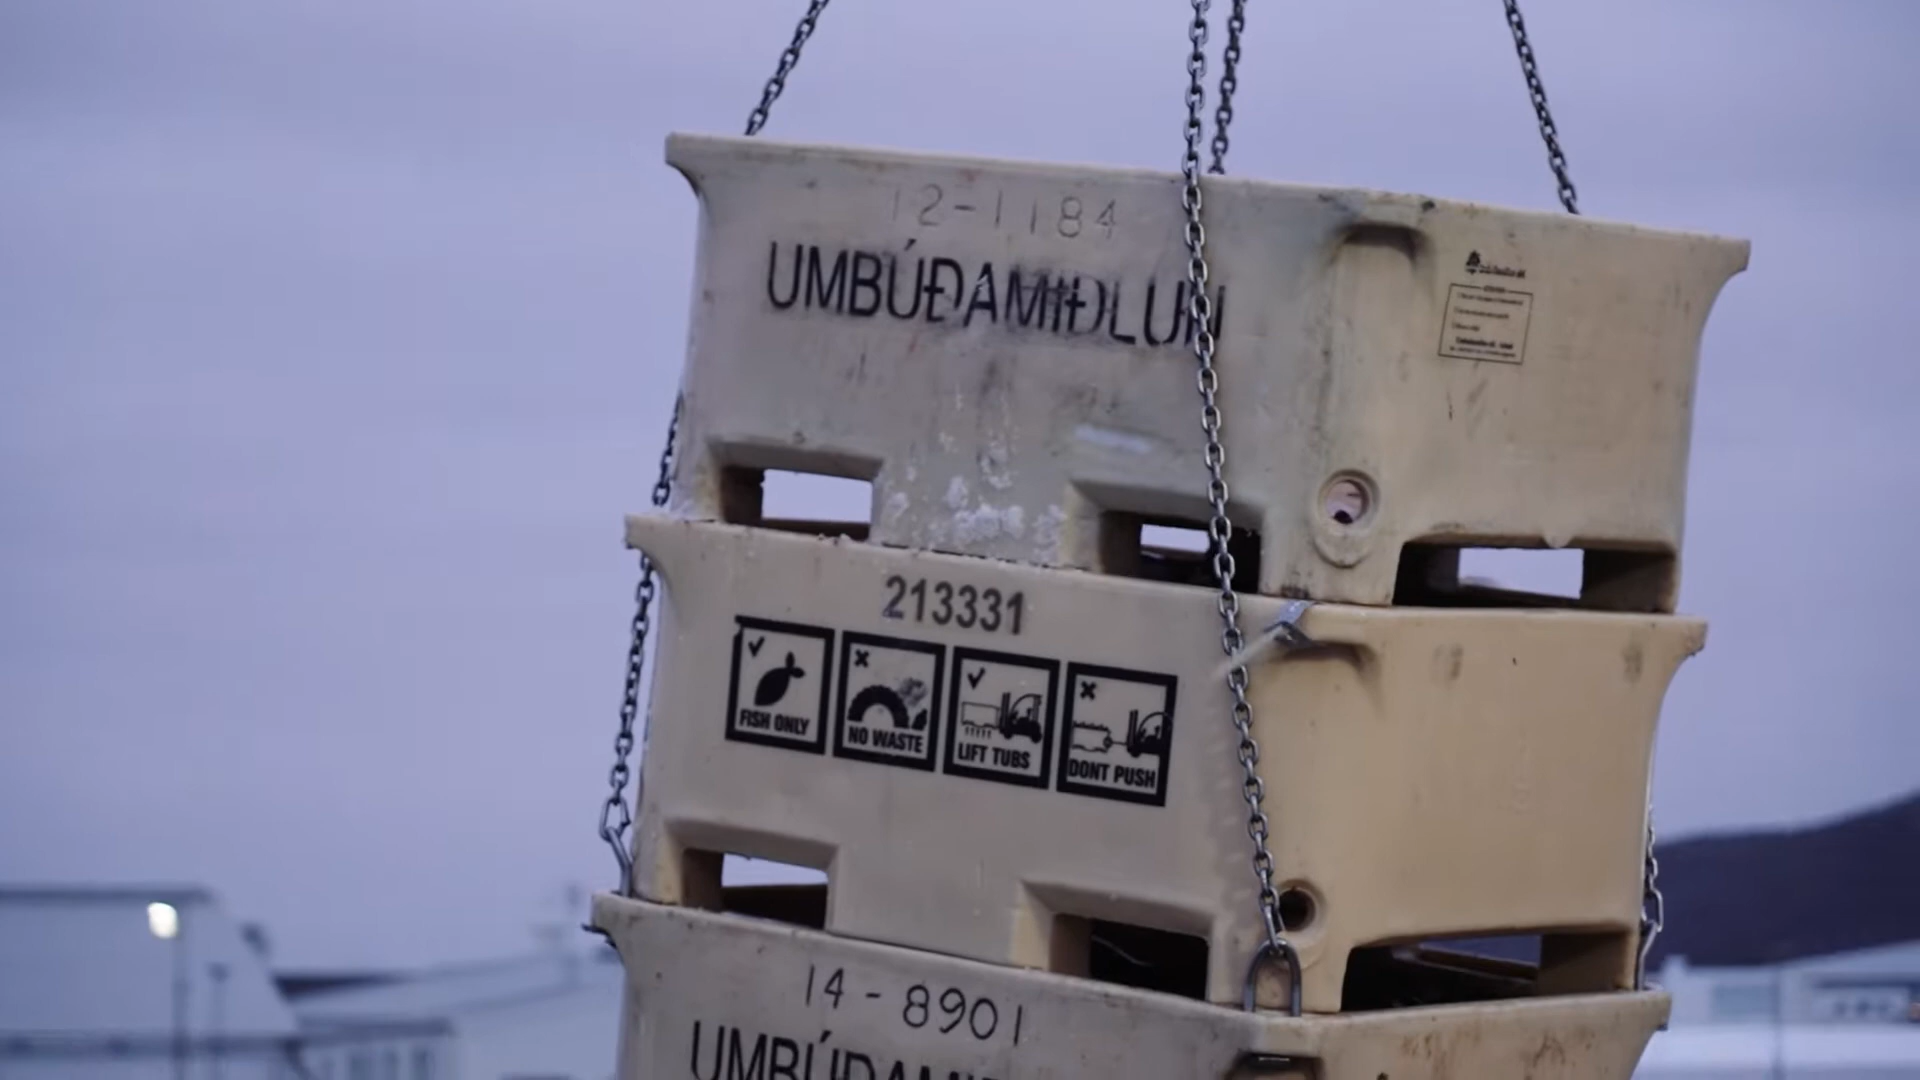 12-1184
UMBÚÐAMIÐLUN
213331
FISH ONLY
NO WASTE
LIFT TUBS
DONT PUSH
14-8901